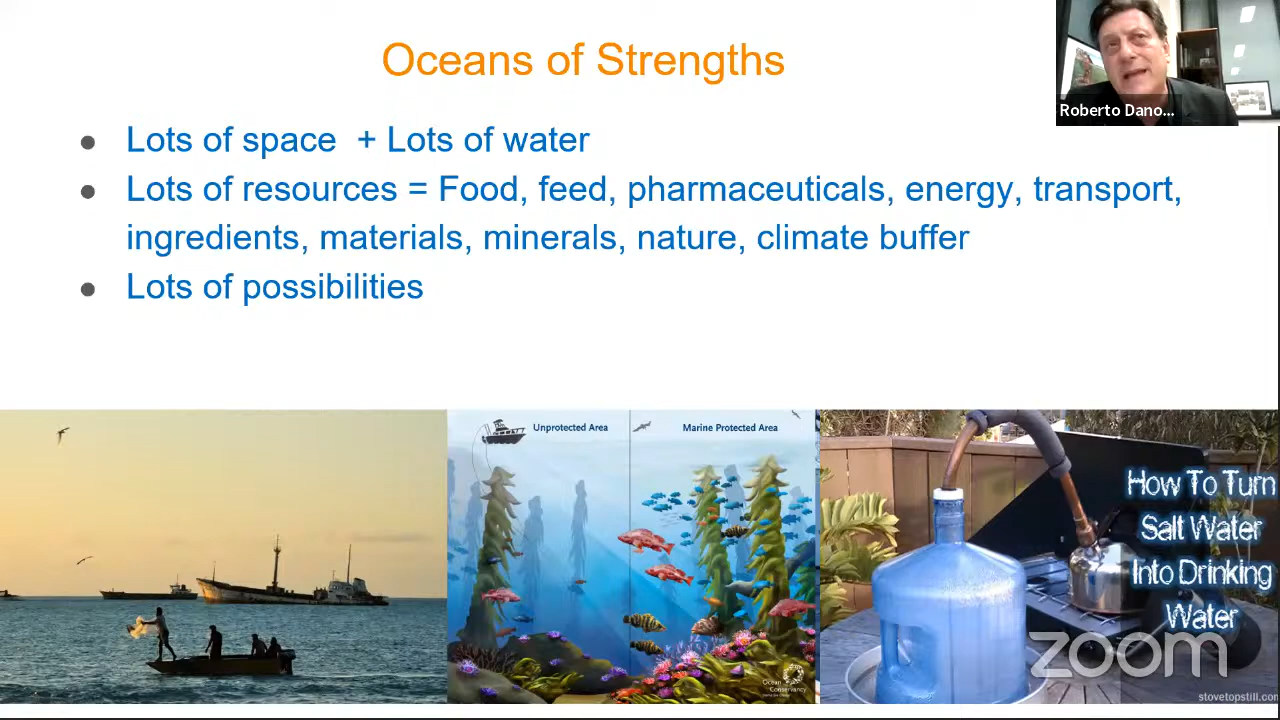 Oceans of Strengths
Roberto Dano...
● Lots of space + Lots of water
● Lots of resources = Food, feed, pharmaceuticals, energy, transport,
ingredients, materials, minerals, nature, climate buffer
● Lots of possibilities
Unprotected Area
Marine Protected Area
Ocean
Conservancy
How To Turn
Salt Water
Into Drinking
Water
zoom
stovetopstill.com